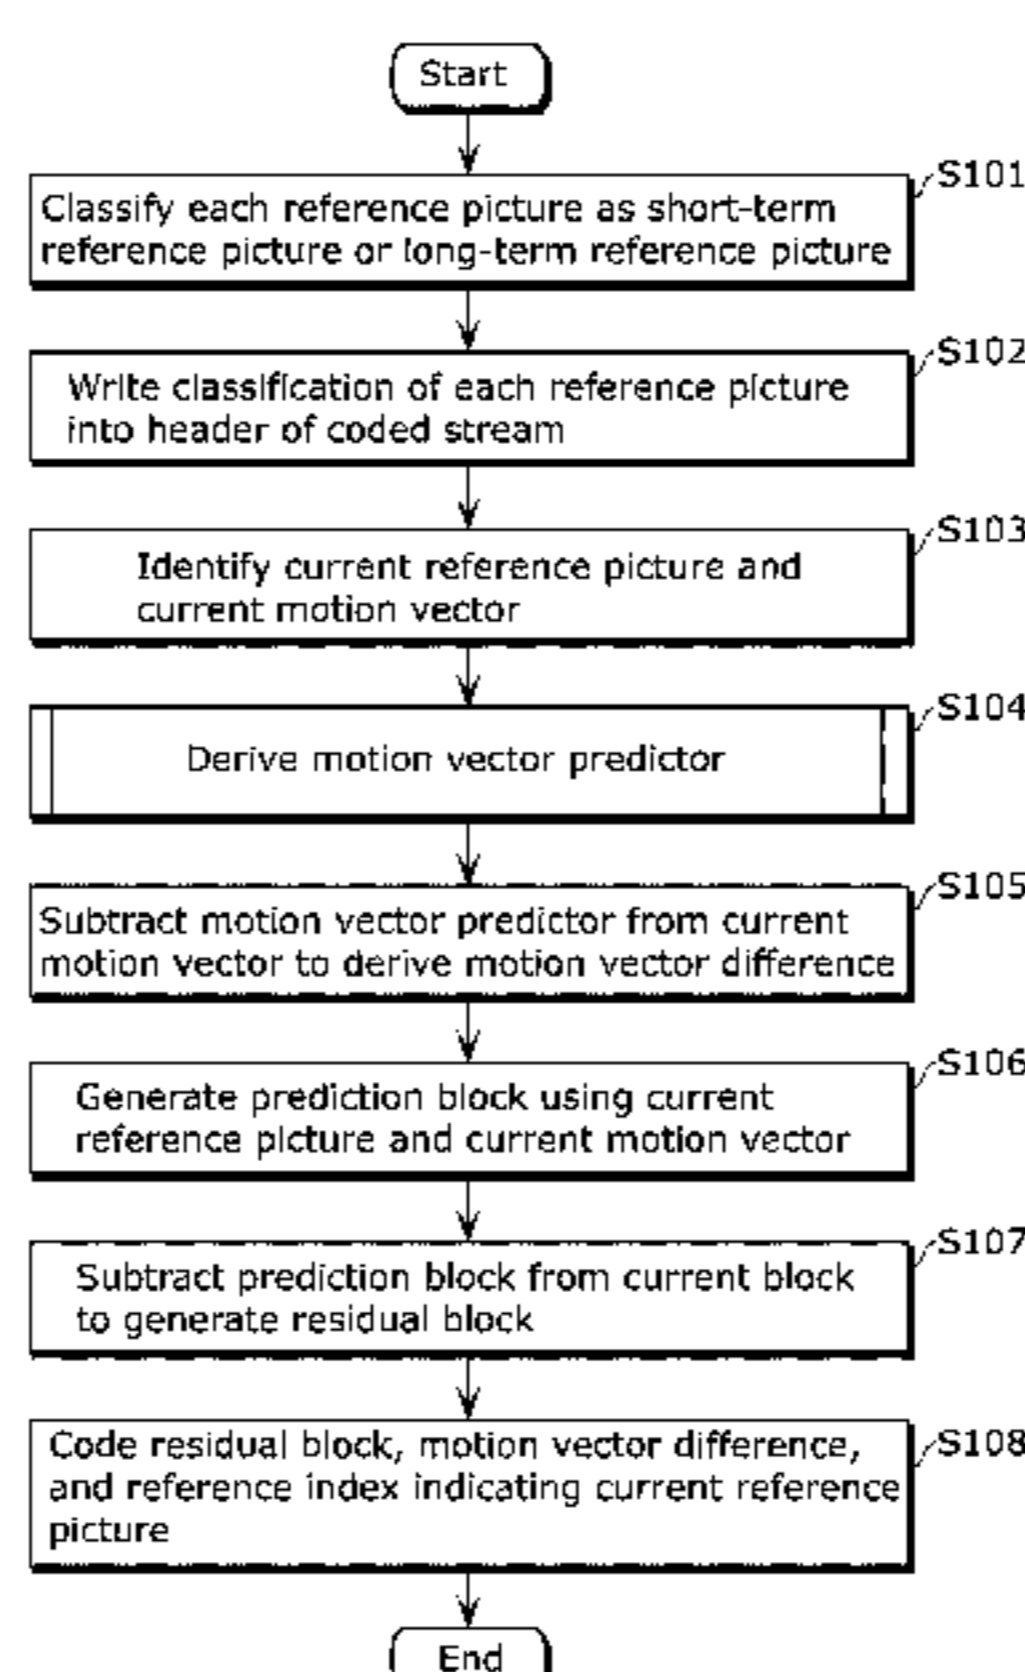 Start
S101
Classify each reference picture as short-term
reference picture or long-term reference picture
S102
Write classification of each reference picture
into header of coded stream
S103
Identify current reference picture and
current motion vector
S104
Derive motion vector predictor
S105
Subtract motion vector predictor from current
motion vector to derive motion vector difference
S106
Generate prediction block using current
reference picture and current motion vector
S107
Subtract prediction block from current block
to generate residual block
S108
Code residual block, motion vector difference,
and reference index indicating current reference
picture
End